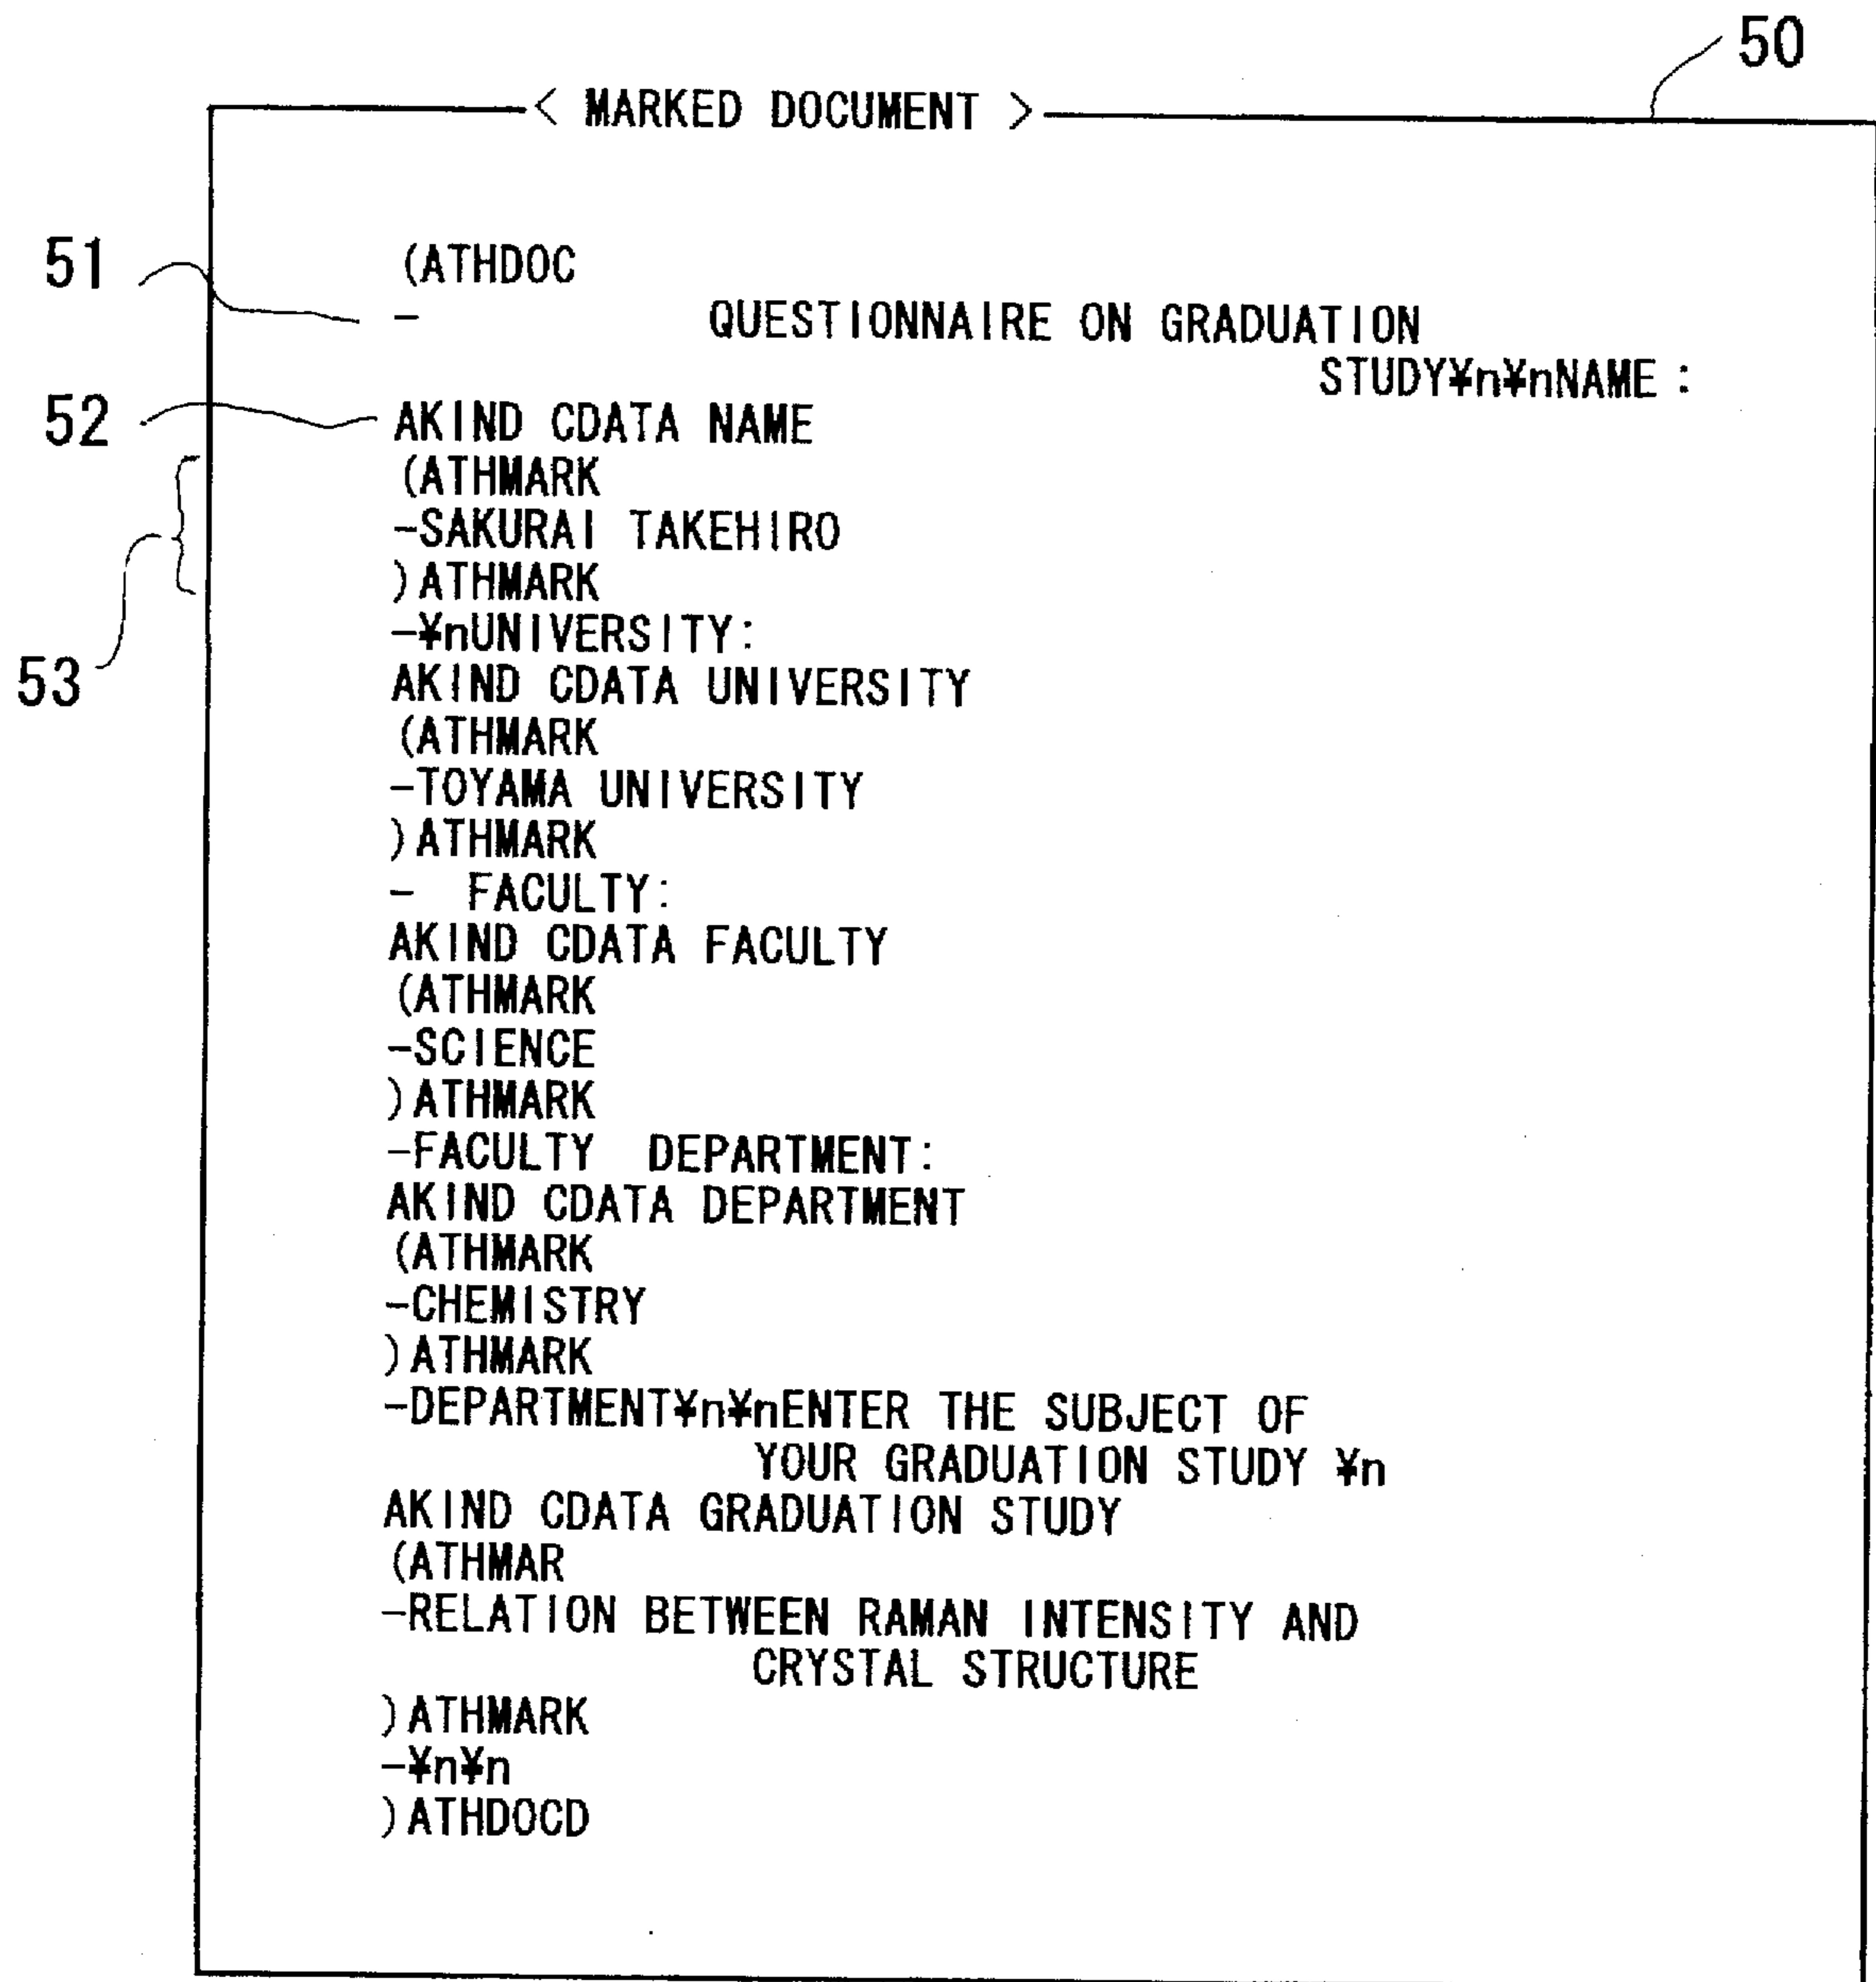 50
< MARKED DOCUMENT >
51
(ATHDOC
- QUESTIONNAIRE ON GRADUATION
STUDY¥n¥nNAME:
52
AKIND CDATA NAME
(ATHMARK
-SAKURAI TAKEHIRO
)ATHMARK
53
-¥nUNIVERSITY:
AKIND CDATA UNIVERSITY
(ATHMARK
-TOYAMA UNIVERSITY
)ATHMARK
- FACULTY:
AKIND CDATA FACULTY
(ATHMARK
-SCIENCE
)ATHMARK
-FACULTY DEPARTMENT:
AKIND CDATA DEPARTMENT
(ATHMARK
-CHEMISTRY
)ATHMARK
-DEPARTMENT¥n¥nENTER THE SUBJECT OF
YOUR GRADUATION STUDY ¥n
AKIND CDATA GRADUATION STUDY
(ATHMAR
-RELATION BETWEEN RAMAN INTENSITY AND
CRYSTAL STRUCTURE
)ATHMARK
-¥n¥n
)ATHDOCD